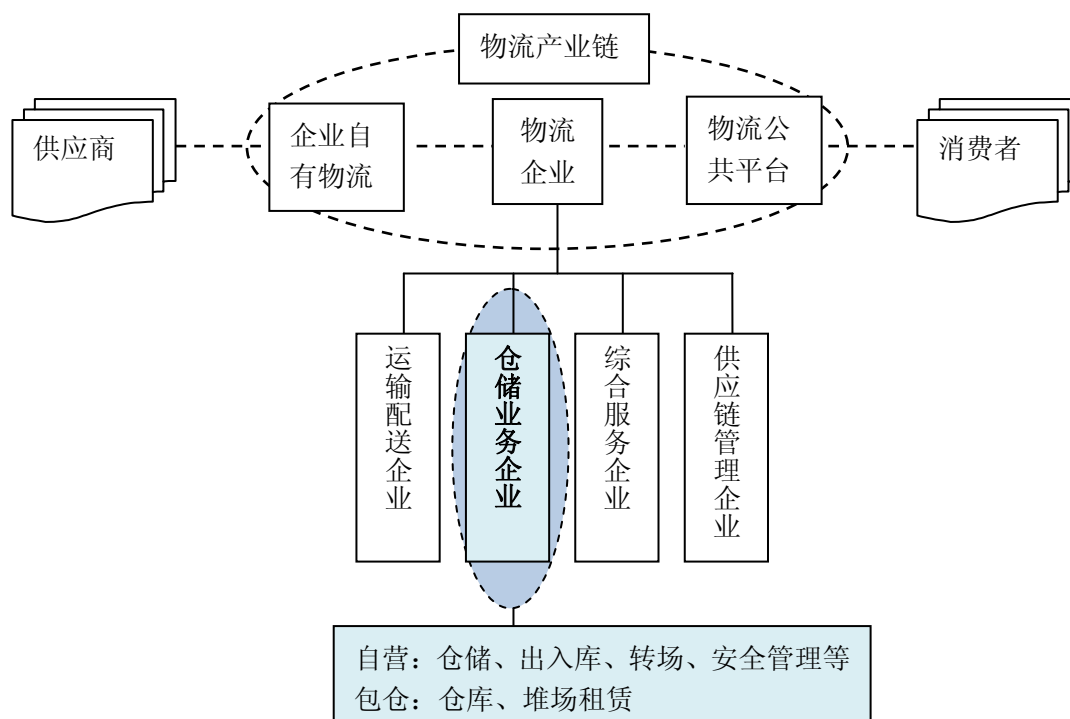 物流产业链
供应商
企业自
有物流
物流
企业
物流公
共平台
消费者
运输配送企业
仓储业务企业
综合服务企业
供应链管理企业
自营：仓储、出入库、转场、安全管理等
包仓：仓库、堆场租赁